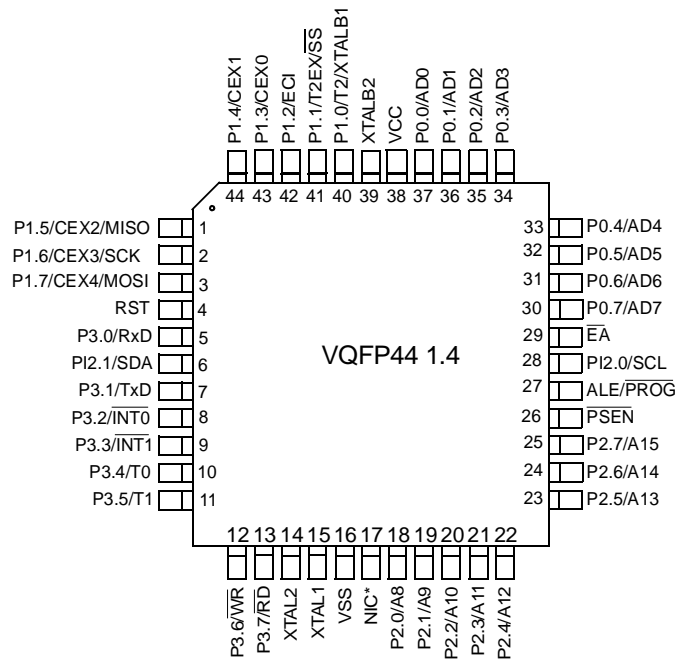 P1.4/CEX1
P1.3/CEX0
P1.2/ECI
P1.1/T2EX/S̅S̅
P1.0/T2/XTALB1
XTALB2
VCC
P0.0/AD0
P0.1/AD1
P0.2/AD2
P0.3/AD3
44 43 42 41 40 39 38 37 36 35 34
P1.5/CEX2/MISO 1
P1.6/CEX3/SCK 2
P1.7/CEX4/MOSI 3
RST 4
P3.0/RxD 5
PI2.1/SDA 6
P3.1/TxD 7
P3.2/I̅N̅T̅0̅ 8
P3.3/I̅N̅T̅1̅ 9
P3.4/T0 10
P3.5/T1 11
VQFP44 1.4
33 P0.4/AD4
32 P0.5/AD5
31 P0.6/AD6
30 P0.7/AD7
29 E̅A̅
28 PI2.0/SCL
27 ALE/P̅R̅O̅G̅
26 P̅S̅E̅N̅
25 P2.7/A15
24 P2.6/A14
23 P2.5/A13
12 13 14 15 16 17 18 19 20 21 22
P3.6/W̅R̅
P3.7/R̅D̅
XTAL2
XTAL1
VSS
NIC*
P2.0/A8
P2.1/A9
P2.2/A10
P2.3/A11
P2.4/A12